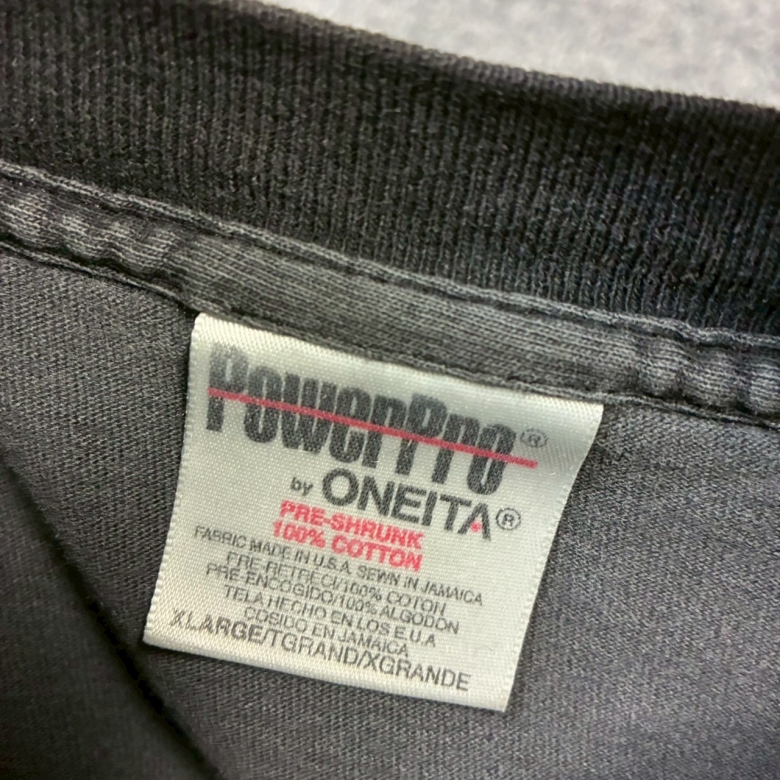 PowerPro®
by ONEITA®
PRE-SHRUNK
100% COTTON
FABRIC MADE IN U.S.A. SEWN IN JAMAICA
PRE-RETRECI/100% COTON
PRE-ENCOGIDO/100% ALGODON
TELA HECHO EN LOS E.U.A
COSIDO EN JAMAICA
XLARGE/TGRAND/XGRANDE